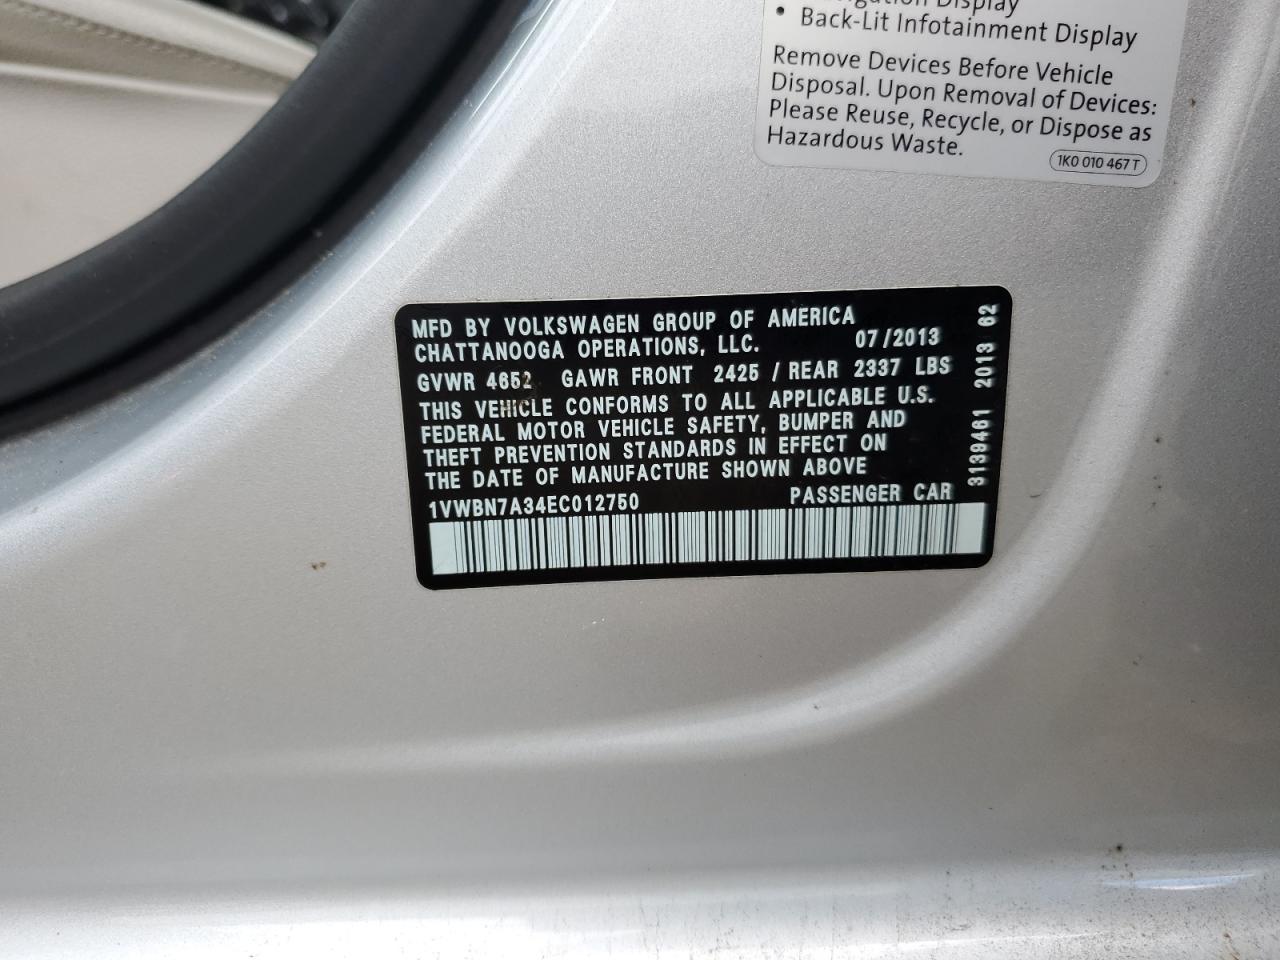 Display
• Back-Lit Infotainment Display
Remove Devices Before Vehicle
Disposal. Upon Removal of Devices:
Please Reuse, Recycle, or Dispose as
Hazardous Waste.
1K0 010 467 T
MFD BY VOLKSWAGEN GROUP OF AMERICA
CHATTANOOGA OPERATIONS, LLC. 07/2013
GVWR 4652 GAWR FRONT 2425 / REAR 2337 LBS
THIS VEHICLE CONFORMS TO ALL APPLICABLE U.S.
FEDERAL MOTOR VEHICLE SAFETY, BUMPER AND
THEFT PREVENTION STANDARDS IN EFFECT ON
THE DATE OF MANUFACTURE SHOWN ABOVE
1VWBN7A34EC012750 PASSENGER CAR
3139461 2013 62